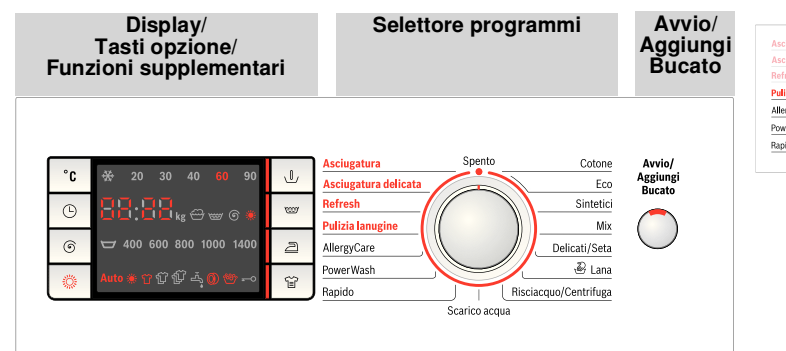 Display/
Tasti opzione/
Funzioni supplementari
Selettore programmi
Avvio/
Aggiungi
Bucato
°C
20 30 40 60 90
88:88 kg
400 600 800 1000 1400
Auto
Asciugatura
Asciugatura delicata
Refresh
Pulizia lanugine
AllergyCare
PowerWash
Rapido
Spento
Scarico acqua
Cotone
Eco
Sintetici
Mix
Delicati/Seta
Lana
Risciacquo/Centrifuga
Avvio/
Aggiungi
Bucato